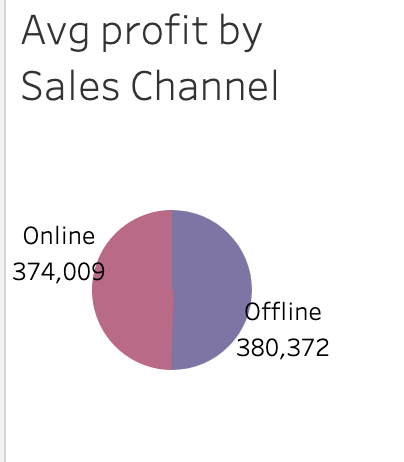 Avg profit by
Sales Channel
Online
374,009
Offline
380,372